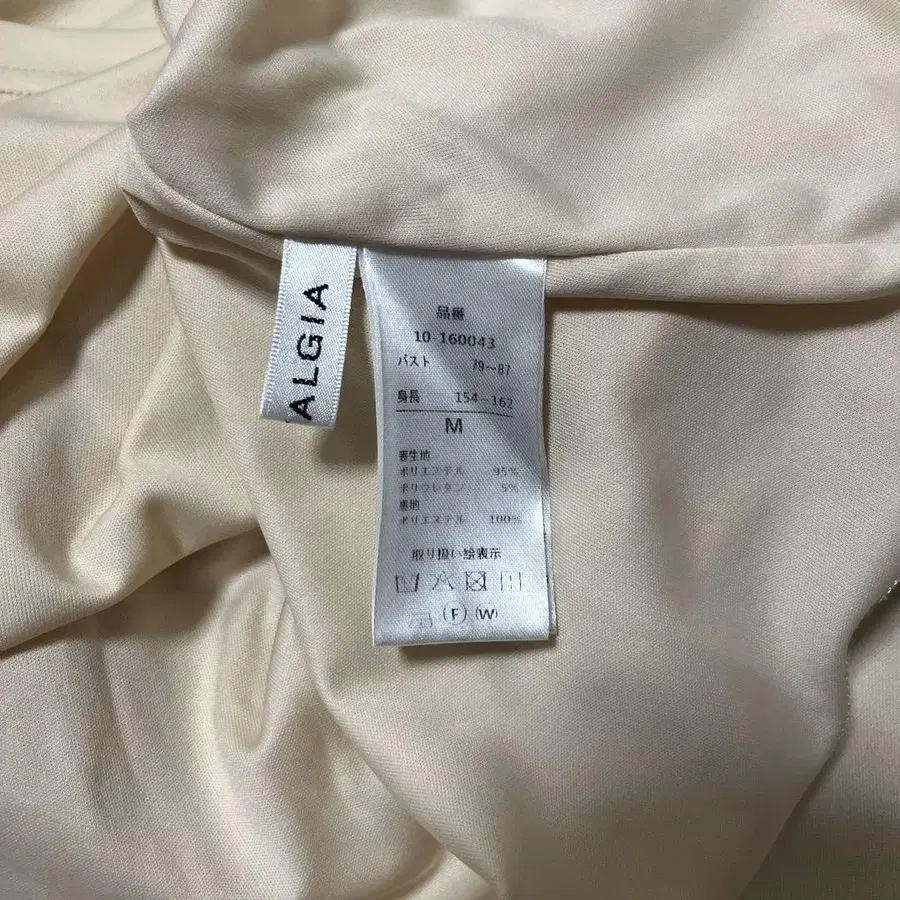 ALGIA
品番
10-160043
バスト 79〜87
身長 154〜162
M
表生地
ポリエステル 95%
ポリウレタン 5%
裏地
ポリエステル 100%
取り扱い絵表示
F W